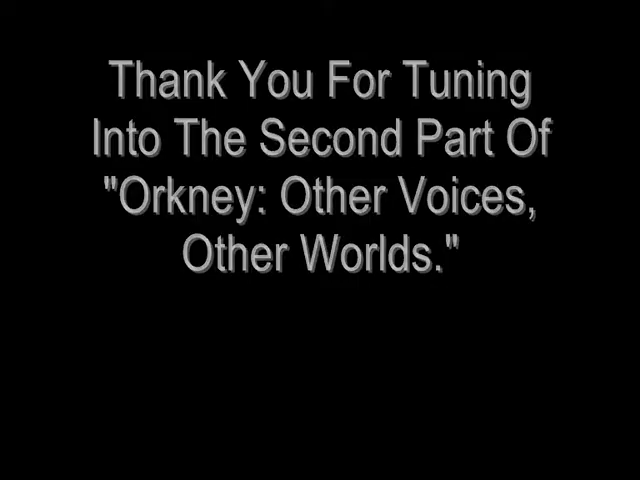 Thank You For Tuning
Into The Second Part Of
"Orkney: Other Voices,
Other Worlds."